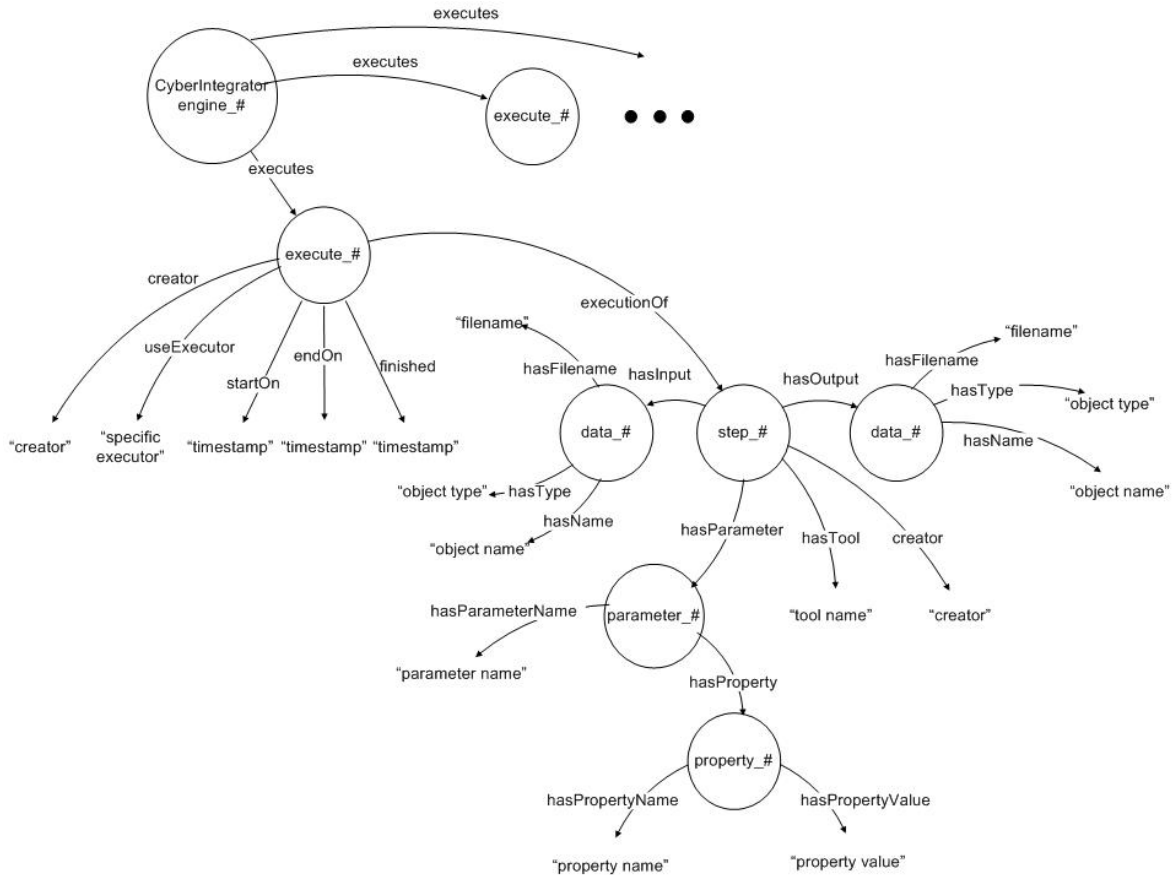 executes
executes
CyberIntegrator
engine_#
execute_#
executes
execute_#
creator
executionOf
"filename"
"filename"
useExecutor
endOn
finished
hasFilename
hasInput
hasOutput
hasFilename
startOn
hasType
"object type"
"creator"
"specific
executor"
"timestamp"
"timestamp"
"timestamp"
data_#
step_#
data_#
hasName
"object type"
hasType
"object name"
hasName
"object name"
hasParameter
hasTool
creator
hasParameterName
parameter_#
"tool name"
"creator"
"parameter name"
hasProperty
property_#
hasPropertyName
hasPropertyValue
"property name"
"property value"